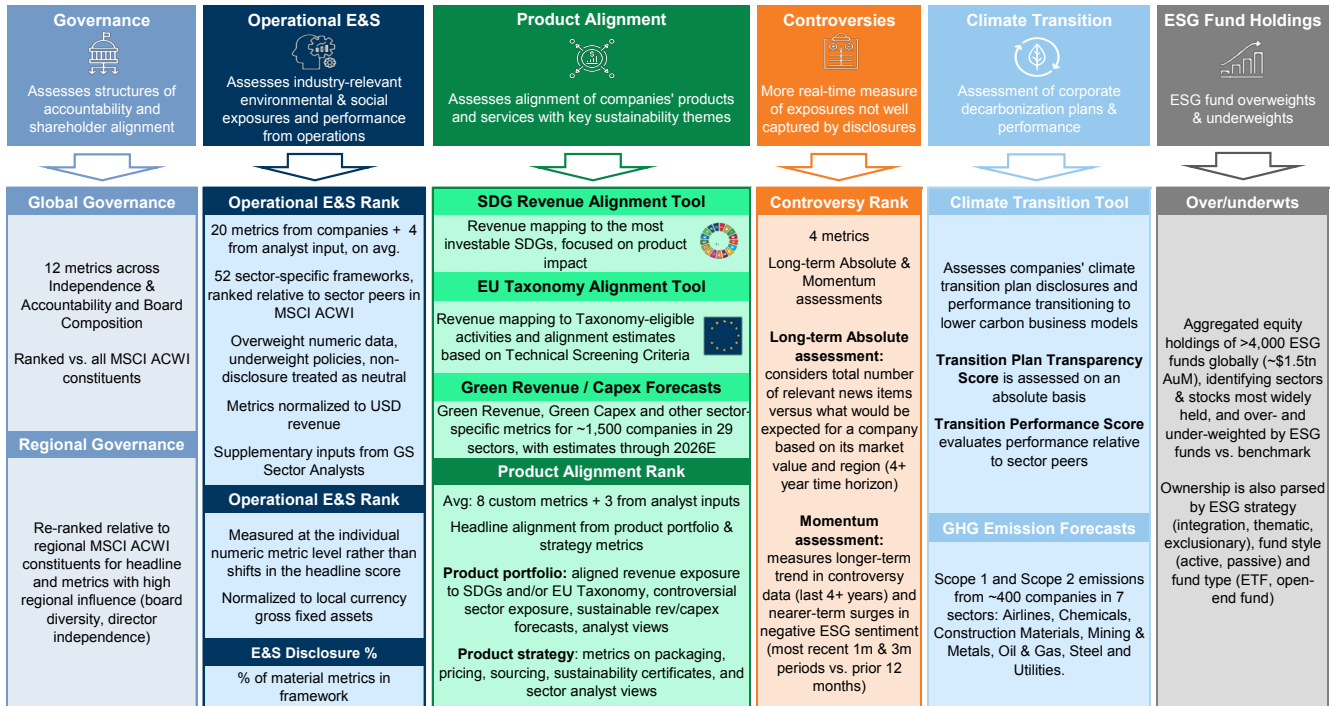 Governance
Assesses structures of
accountability and
shareholder alignment
Global Governance
12 metrics across
Independence &
Accountability and Board
Composition
Ranked vs. all MSCI ACWI
constituents
Regional Governance
Re-ranked relative to
regional MSCI ACWI
constituents for headline
and metrics with high
regional influence (board
diversity, director
independence)
Operational E&S
Assesses industry-relevant
environmental & social
exposures and performance
from operations
Operational E&S Rank
20 metrics from companies + 4
from analyst input, on avg.
52 sector-specific frameworks,
ranked relative to sector peers in
MSCI ACWI
Overweight numeric data,
underweight policies, non-
disclosure treated as neutral
Metrics normalized to USD
revenue
Supplementary inputs from GS
Sector Analysts
Operational E&S Rank
Measured at the individual
numeric metric level rather than
shifts in the headline score
Normalized to local currency
gross fixed assets
E&S Disclosure %
% of material metrics in
framework
Product Alignment
Assesses alignment of companies' products
and services with key sustainability themes
SDG Revenue Alignment Tool
Revenue mapping to the most
investable SDGs, focused on product
impact
EU Taxonomy Alignment Tool
Revenue mapping to Taxonomy-eligible
activities and alignment estimates
based on Technical Screening Criteria
Green Revenue / Capex Forecasts
Green Revenue, Green Capex and other sector-
specific metrics for ~1,500 companies in 29
sectors, with estimates through 2026E
Product Alignment Rank
Avg: 8 custom metrics + 3 from analyst inputs
Headline alignment from product portfolio &
strategy metrics
Product portfolio: aligned revenue exposure
to SDGs and/or EU Taxonomy, controversial
sector exposure, sustainable rev/capex
forecasts, analyst views
Product strategy: metrics on packaging,
pricing, sourcing, sustainability certificates, and
sector analyst views
Controversies
More real-time measure
of exposures not well
captured by disclosures
Controversy Rank
4 metrics
Long-term Absolute &
Momentum
assessments
Long-term Absolute
assessment:
considers total number
of relevant news items
versus what would be
expected for a company
based on its market
value and region (4+
year time horizon)
Momentum
assessment:
measures longer-term
trend in controversy
data (last 4+ years) and
nearer-term surges in
negative ESG sentiment
(most recent 1m & 3m
periods vs. prior 12
months)
Climate Transition
Assessment of corporate
decarbonization plans &
performance
Climate Transition Tool
Assesses companies' climate
transition plan disclosures and
performance transitioning to
lower carbon business models
Transition Plan Transparency
Score is assessed on an
absolute basis
Transition Performance Score
evaluates performance relative
to sector peers
GHG Emission Forecasts
Scope 1 and Scope 2 emissions
from ~400 companies in 7
sectors: Airlines, Chemicals,
Construction Materials, Mining &
Metals, Oil & Gas, Steel and
Utilities.
ESG Fund Holdings
ESG fund overweights
& underweights
Over/underwts
Aggregated equity
holdings of >4,000 ESG
funds globally (~$1.5tn
AuM), identifying sectors
& stocks most widely
held, and over- and
under-weighted by ESG
funds vs. benchmark
Ownership is also parsed
by ESG strategy
(integration, thematic,
exclusionary), fund style
(active, passive) and
fund type (ETF, open-
end fund)